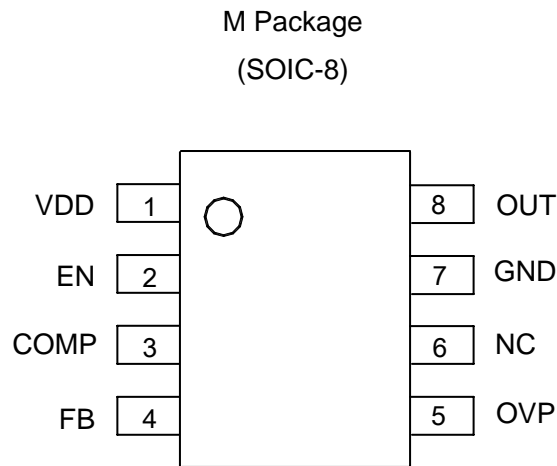 M Package
(SOIC-8)
VDD 1 8 OUT
EN 2 7 GND
COMP 3 6 NC
FB 4 5 OVP